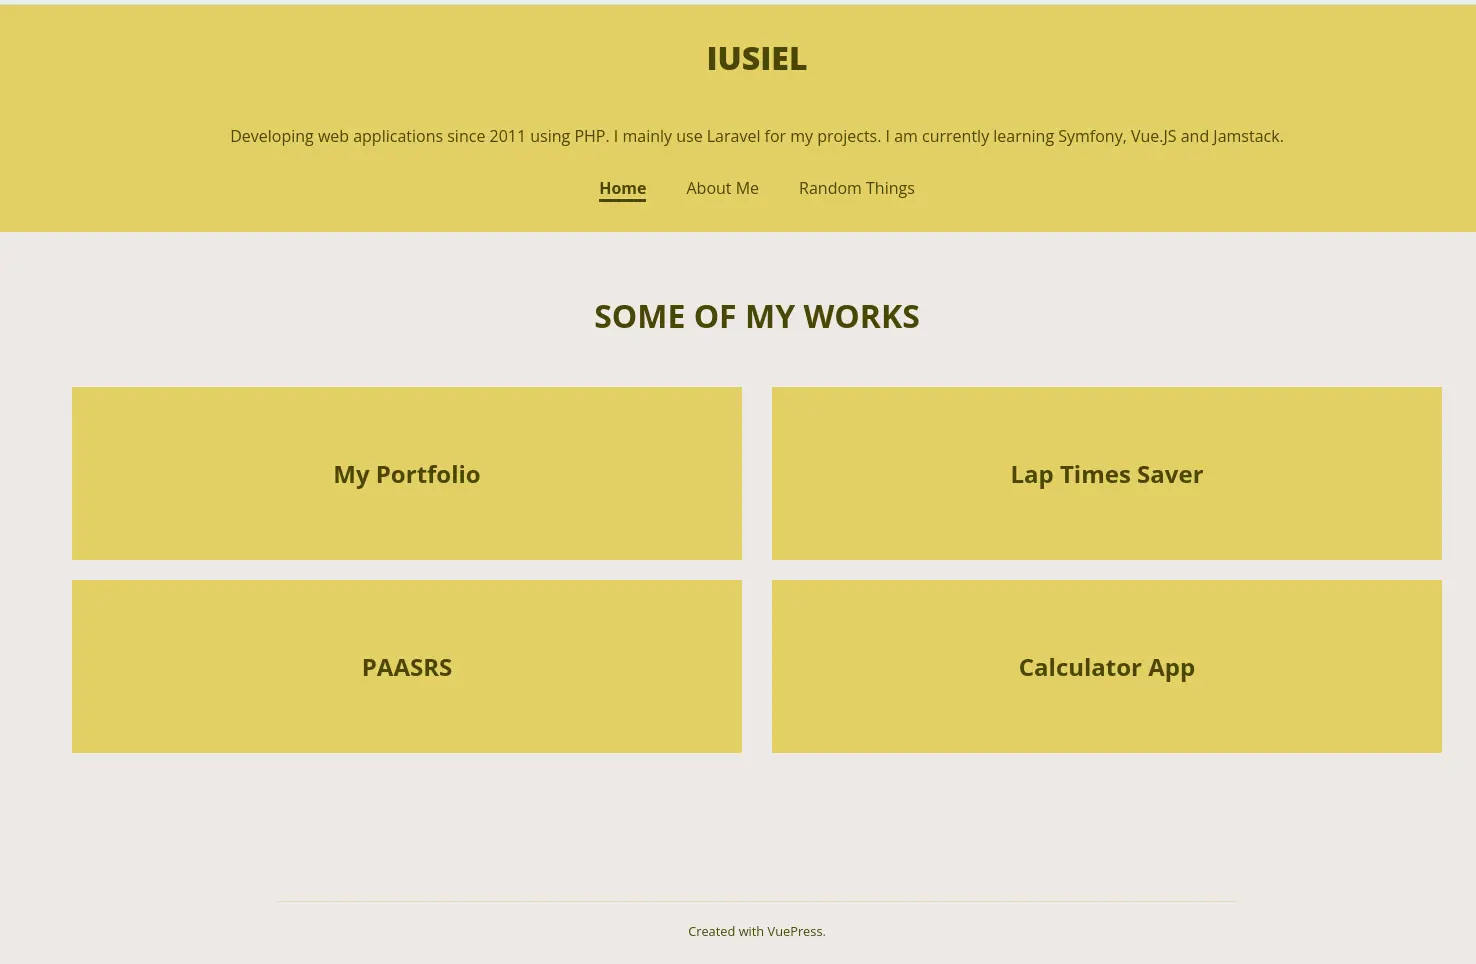 IUSIEL
Developing web applications since 2011 using PHP. I mainly use Laravel for my projects. I am currently learning Symfony, Vue.JS and Jamstack.
Home About Me Random Things
SOME OF MY WORKS
My Portfolio Lap Times Saver
PAASRS Calculator App
Created with VuePress.